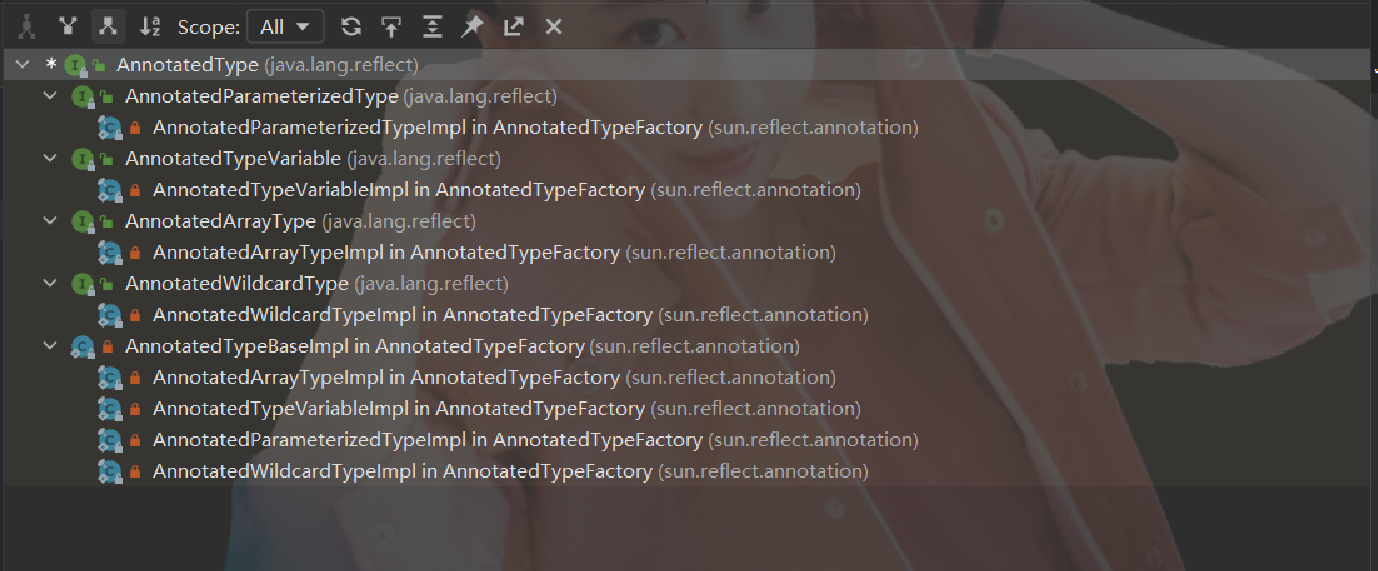 Scope: All
* AnnotatedType (java.lang.reflect)
AnnotatedParameterizedType (java.lang.reflect)
AnnotatedParameterizedTypeImpl in AnnotatedTypeFactory (sun.reflect.annotation)
AnnotatedTypeVariable (java.lang.reflect)
AnnotatedTypeVariableImpl in AnnotatedTypeFactory (sun.reflect.annotation)
AnnotatedArrayType (java.lang.reflect)
AnnotatedArrayTypeImpl in AnnotatedTypeFactory (sun.reflect.annotation)
AnnotatedWildcardType (java.lang.reflect)
AnnotatedWildcardTypeImpl in AnnotatedTypeFactory (sun.reflect.annotation)
AnnotatedTypeBaseImpl in AnnotatedTypeFactory (sun.reflect.annotation)
AnnotatedArrayTypeImpl in AnnotatedTypeFactory (sun.reflect.annotation)
AnnotatedTypeVariableImpl in AnnotatedTypeFactory (sun.reflect.annotation)
AnnotatedParameterizedTypeImpl in AnnotatedTypeFactory (sun.reflect.annotation)
AnnotatedWildcardTypeImpl in AnnotatedTypeFactory (sun.reflect.annotation)